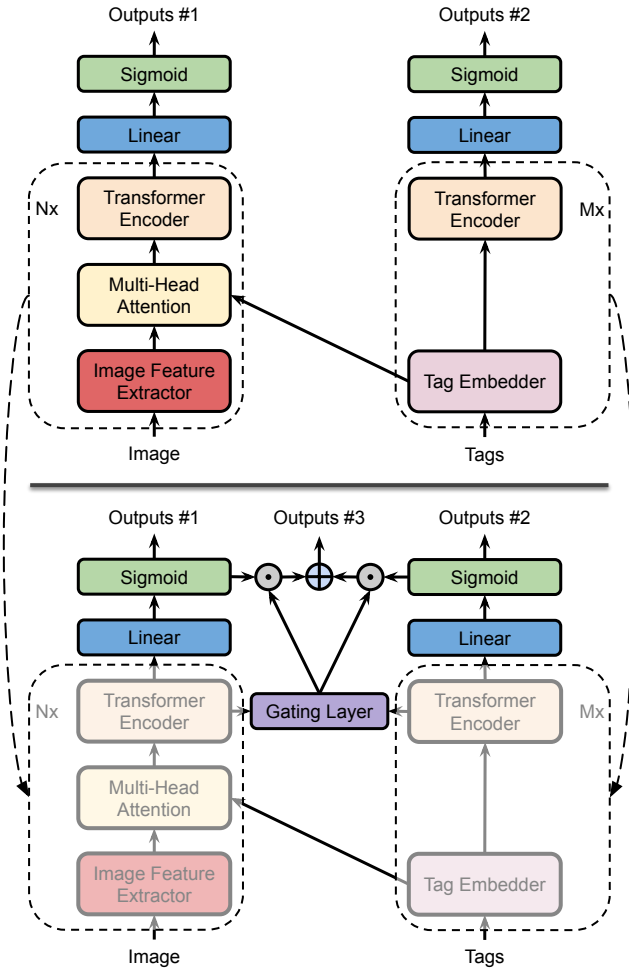 Outputs #1
Outputs #2
Sigmoid
Sigmoid
Linear
Linear
Nx
Transformer
Encoder
Transformer
Encoder
Mx
Multi-Head
Attention
Image Feature
Extractor
Tag Embedder
Image
Tags
Outputs #1
Outputs #3
Outputs #2
Sigmoid
Sigmoid
Linear
Linear
Nx
Transformer
Encoder
Gating Layer
Transformer
Encoder
Mx
Multi-Head
Attention
Image Feature
Extractor
Tag Embedder
Image
Tags